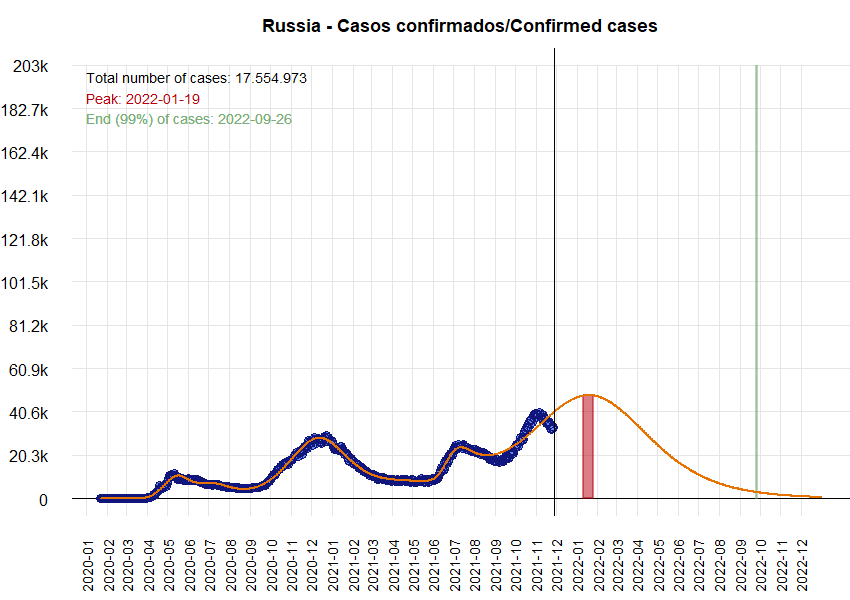 Russia - Casos confirmados/Confirmed cases
203k
Total number of cases: 17.554.973
Peak: 2022-01-19
End (99%) of cases: 2022-09-26
182.7k
162.4k
142.1k
121.8k
101.5k
81.2k
60.9k
40.6k
20.3k
0
2020-01
2020-02
2020-03
2020-04
2020-05
2020-06
2020-07
2020-08
2020-09
2020-10
2020-11
2020-12
2021-01
2021-02
2021-03
2021-04
2021-05
2021-06
2021-07
2021-08
2021-09
2021-10
2021-11
2021-12
2022-01
2022-02
2022-03
2022-04
2022-05
2022-06
2022-07
2022-08
2022-09
2022-10
2022-11
2022-12